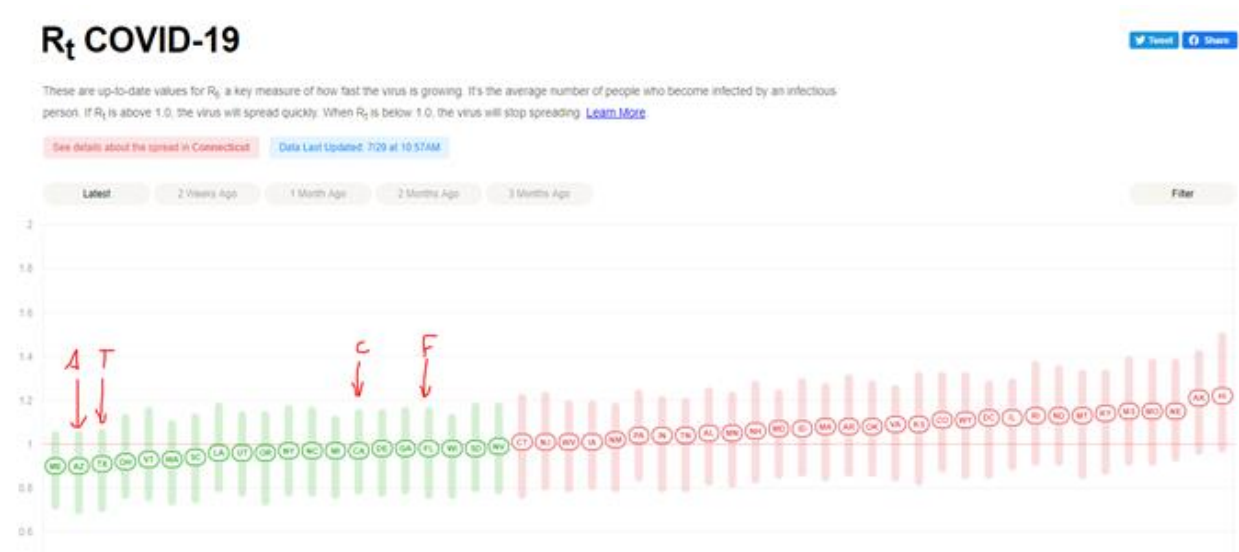 Rt COVID-19
Tweet
Share
These are up-to-date values for Rt, a key measure of how fast the virus is growing. It's the average number of people who become infected by an infectious
person. If Rt is above 1.0, the virus will spread quickly. When Rt is below 1.0, the virus will stop spreading. Learn More
See details about the spread in Connecticut
Data Last Updated: 7/29 at 10:57AM
Latest
2 Weeks Ago
1 Month Ago
2 Months Ago
3 Months Ago
Filter
2
1.8
1.6
1.4
1.2
1
0.8
0.6
A T C F
ME AZ TX OH VT WA SC LA UT OR NY NC MI CA DE GA FL WI SD NV CT NJ WV IA NM PA IN TN AL MN NH MD ID MA AR OK VA KS CO WY DC IL RI ND MT KY MS MO NE AK HI